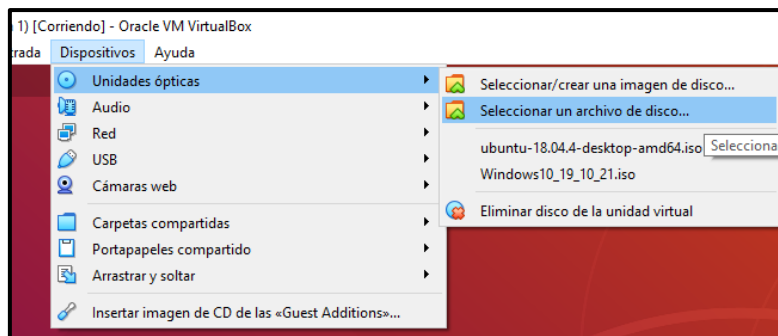 1) [Corriendo] - Oracle VM VirtualBox
trada Dispositivos Ayuda
Unidades ópticas
Audio
Red
USB
Cámaras web
Carpetas compartidas
Portapapeles compartido
Arrastrar y soltar
Insertar imagen de CD de las «Guest Additions»...
Seleccionar/crear una imagen de disco...
Seleccionar un archivo de disco...
ubuntu-18.04.4-desktop-amd64.iso
Selecciona
Windows10_19_10_21.iso
Eliminar disco de la unidad virtual